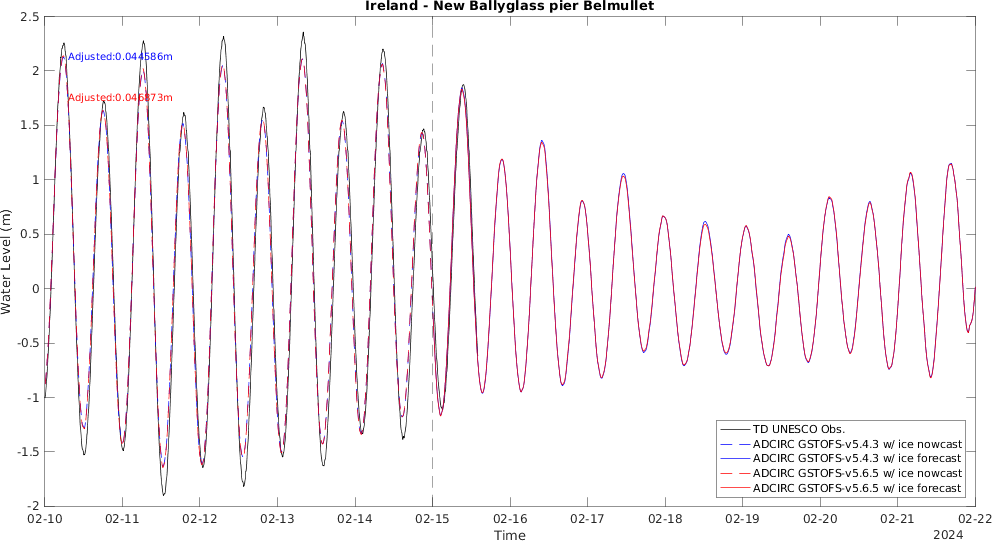 Ireland - New Ballyglass pier Belmullet
2.5
2
1.5
1
0.5
0
-0.5
-1
-1.5
-2
Water Level (m)
Adjusted:0.044586m
Adjusted:0.046873m
TD UNESCO Obs.
ADCIRC GSTOFS-v5.4.3 w/ ice nowcast
ADCIRC GSTOFS-v5.4.3 w/ ice forecast
ADCIRC GSTOFS-v5.6.5 w/ ice nowcast
ADCIRC GSTOFS-v5.6.5 w/ ice forecast
02-10 02-11 02-12 02-13 02-14 02-15 02-16 02-17 02-18 02-19 02-20 02-21 02-22
Time
2024